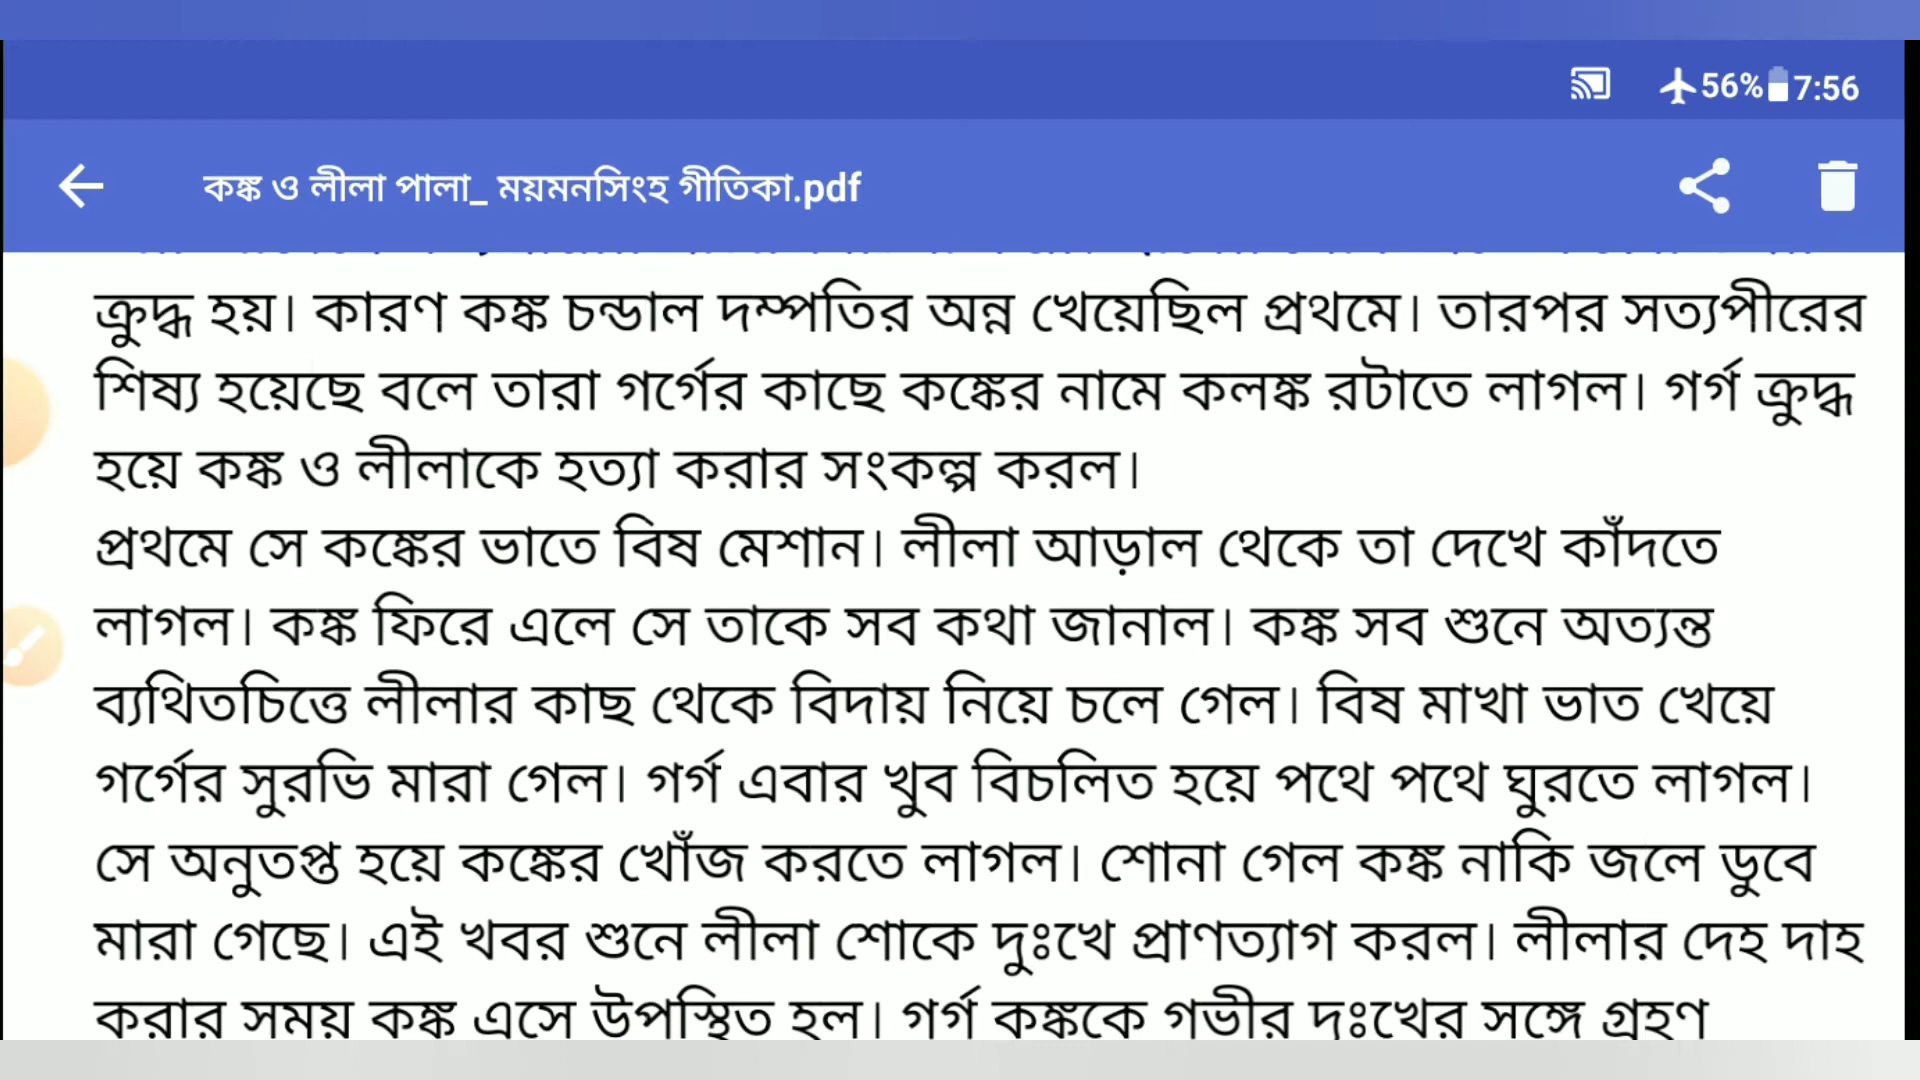 56% 7:56
কঙ্ক ও লীলা পালা_ ময়মনসিংহ গীতিকা.pdf
ক্রুদ্ধ হয়। কারণ কঙ্ক চন্ডাল দম্পতির অন্ন খেয়েছিল প্রথমে। তারপর সত্যপীরের
শিষ্য হয়েছে বলে তারা গর্গের কাছে কঙ্কের নামে কলঙ্ক রটাতে লাগল। গর্গ ক্রুদ্ধ
হয়ে কঙ্ক ও লীলাকে হত্যা করার সংকল্প করল।
প্রথমে সে কঙ্কের ভাতে বিষ মেশান। লীলা আড়াল থেকে তা দেখে কাঁদতে
লাগল। কঙ্ক ফিরে এলে সে তাকে সব কথা জানাল। কঙ্ক সব শুনে অত্যন্ত
ব্যথিতচিত্তে লীলার কাছ থেকে বিদায় নিয়ে চলে গেল। বিষ মাখা ভাত খেয়ে
গর্গের সুরভি মারা গেল। গর্গ এবার খুব বিচলিত হয়ে পথে পথে ঘুরতে লাগল।
সে অনুতপ্ত হয়ে কঙ্কের খোঁজ করতে লাগল। শোনা গেল কঙ্ক নাকি জলে ডুবে
মারা গেছে। এই খবর শুনে লীলা শোকে দুঃখে প্রাণত্যাগ করল। লীলার দেহ দাহ
করার সময় কঙ্ক এসে উপস্থিত হল। গর্গ কঙ্ককে গভীর দুঃখের সঙ্গে গ্রহণ